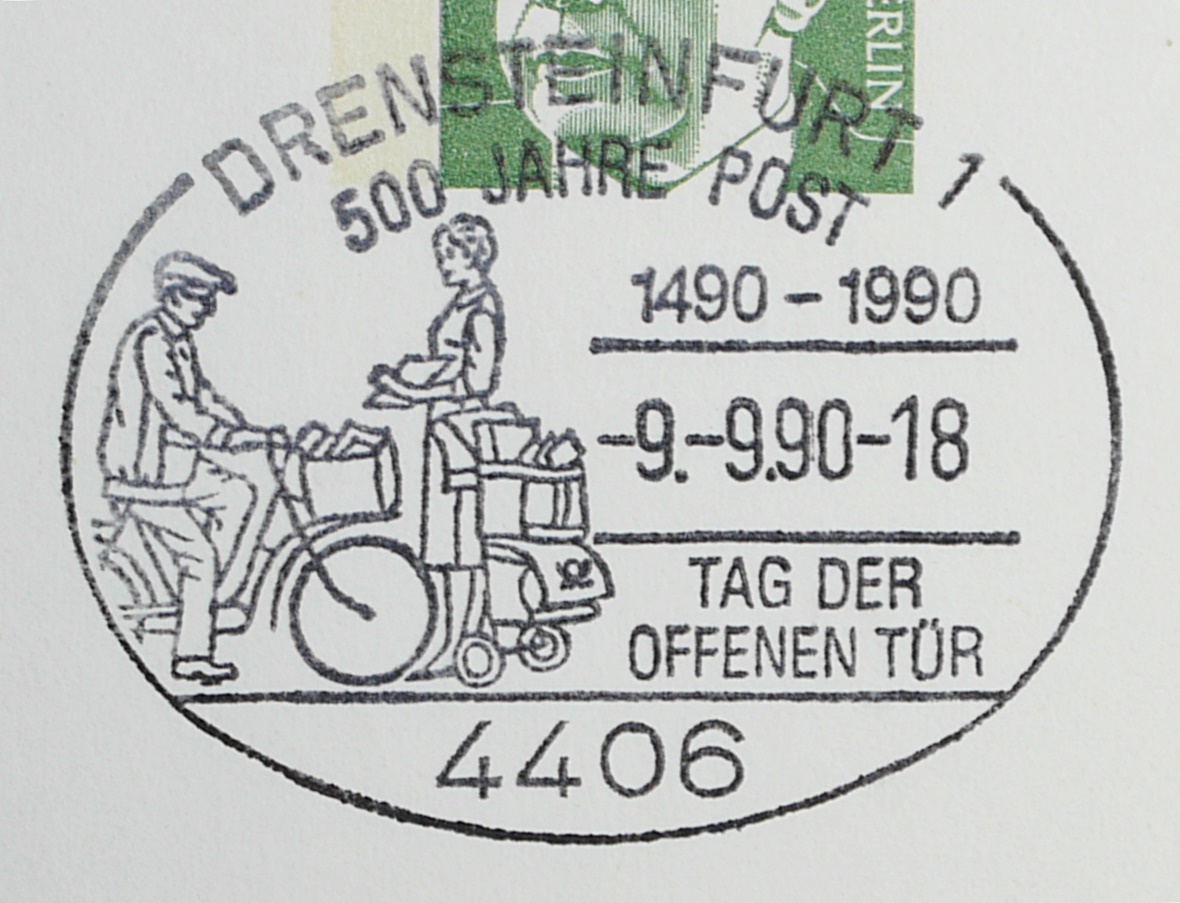 BERLIN
DRENSTEINFURT 1
500 JAHRE POST
1490 - 1990
-9.-9.90-18
TAG DER
OFFENEN TÜR
4406